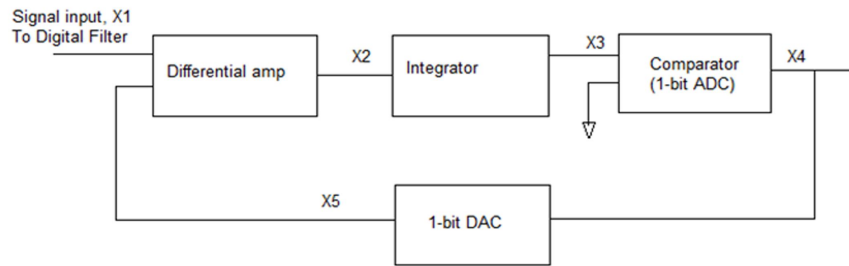 Signal input, X1
To Digital Filter
Differential amp
X2
Integrator
X3
Comparator
(1-bit ADC)
X4
X5
1-bit DAC